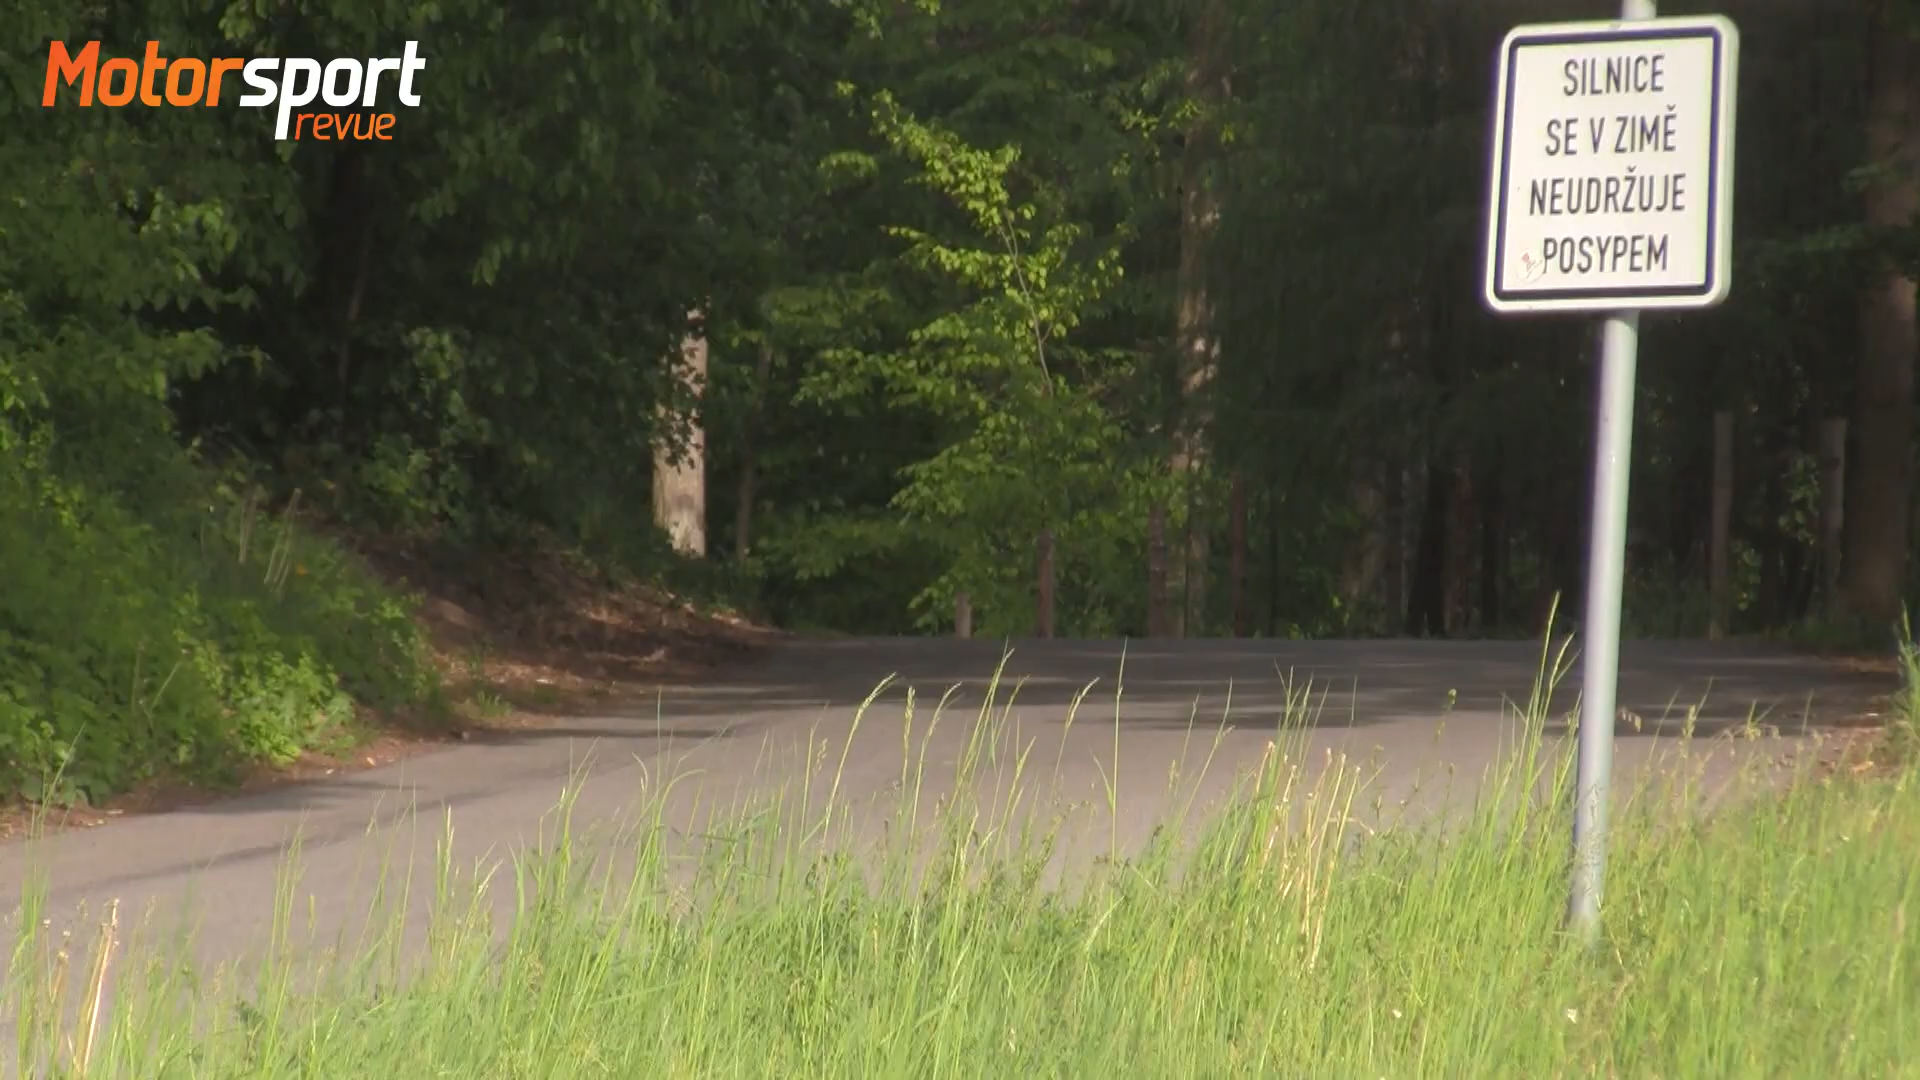 Motorsport
revue
SILNICE
SE V ZIMĚ
NEUDRŽUJE
POSYPEM